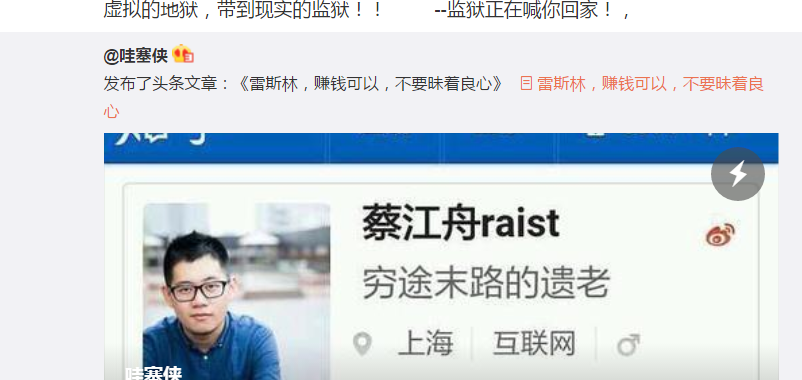 虚拟的地狱，带到现实的监狱！！ --监狱正在喊你回家！，
@哇塞侠
发布了头条文章：《雷斯林，赚钱可以，不要昧着良心》 雷斯林，赚钱可以，不要昧着良
心
蔡江舟raist
穷途末路的遗老
上海 互联网
哇塞侠